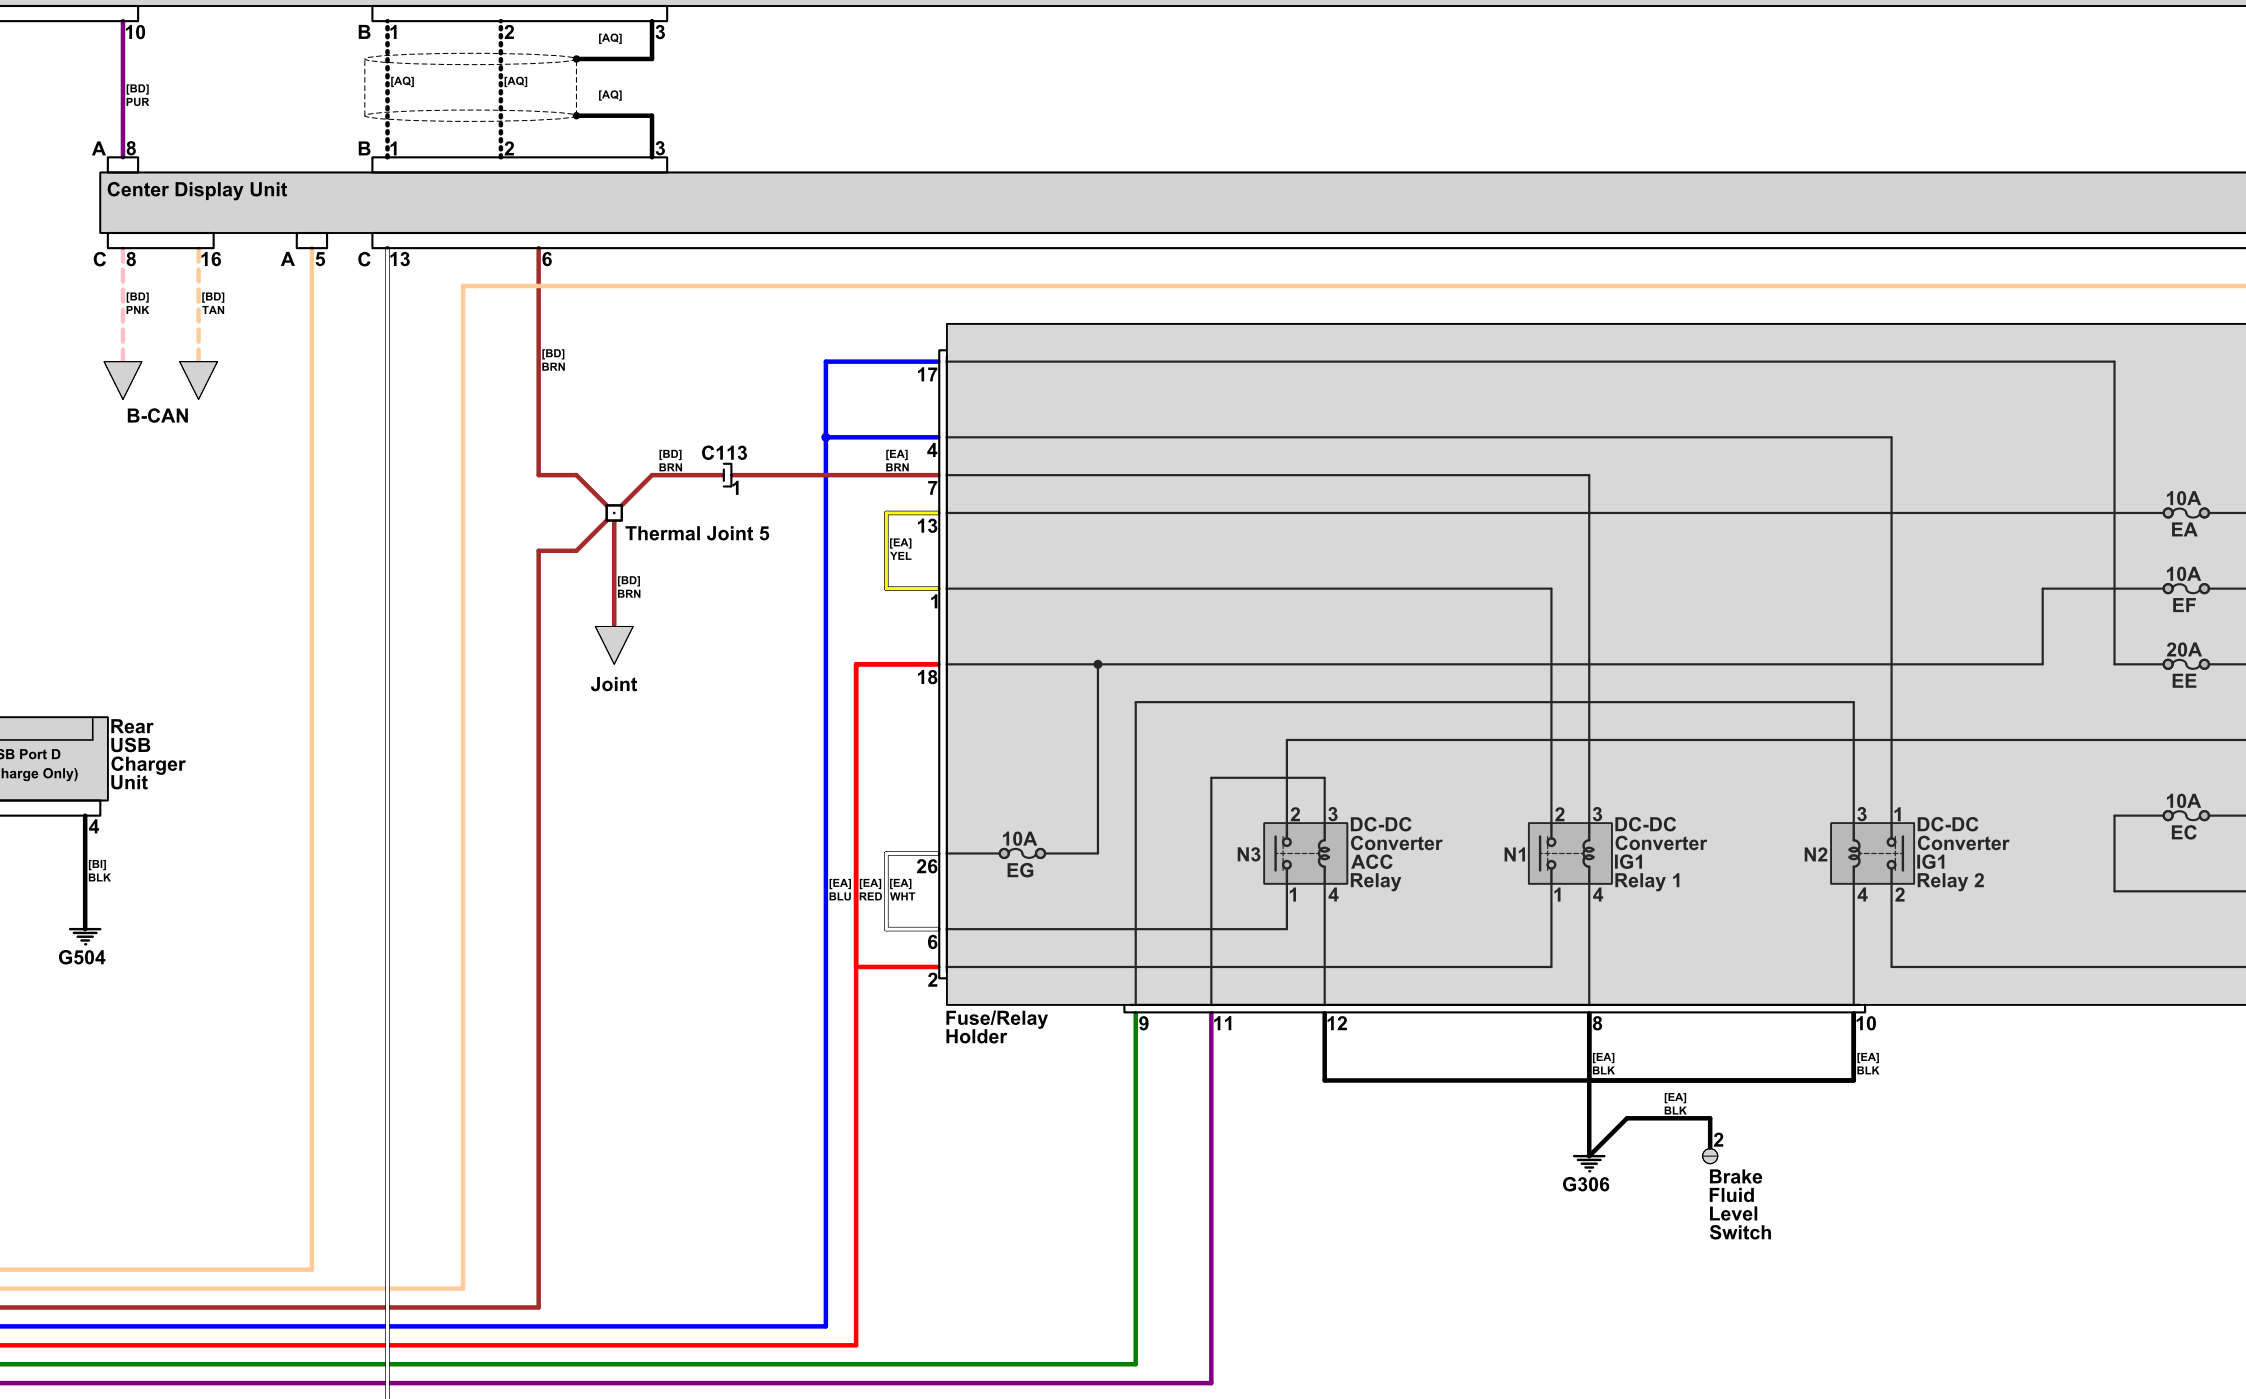 10
B 1 2 [AQ] 3
[AQ] [AQ]
[AQ]
[BD]
PUR
A 8 B 1 2 3
Center Display Unit
C 8 16 A 5 C 13 6
[BD]
PNK
[BD]
TAN
B-CAN
[BD]
BRN
17
4
[BD]
BRN
C113
1
[EA]
BRN
7
Thermal Joint 5
[BD]
BRN
Joint
13
[EA]
YEL
1
18
10A
EA
10A
EF
20A
EE
10A
EC
Rear
USB
Charger
Unit
SB Port D
harge Only)
4
[BI]
BLK
G504
[EA]
BLU
[EA]
RED
[EA]
WHT
26
6
2
10A
EG
2 3
N3
DC-DC
Converter
ACC
Relay
1 4
2 3
N1
DC-DC
Converter
IG1
Relay 1
1 4
3 1
N2
DC-DC
Converter
IG1
Relay 2
4 2
Fuse/Relay
Holder
9 11 12 8 10
[EA]
BLK
[EA]
BLK
[EA]
BLK
2
G306
Brake
Fluid
Level
Switch